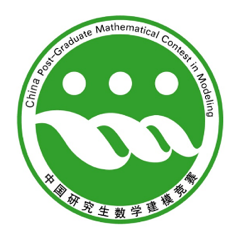 China Post-Graduate Mathematical Contest in Modeling
中国研究生数学建模竞赛